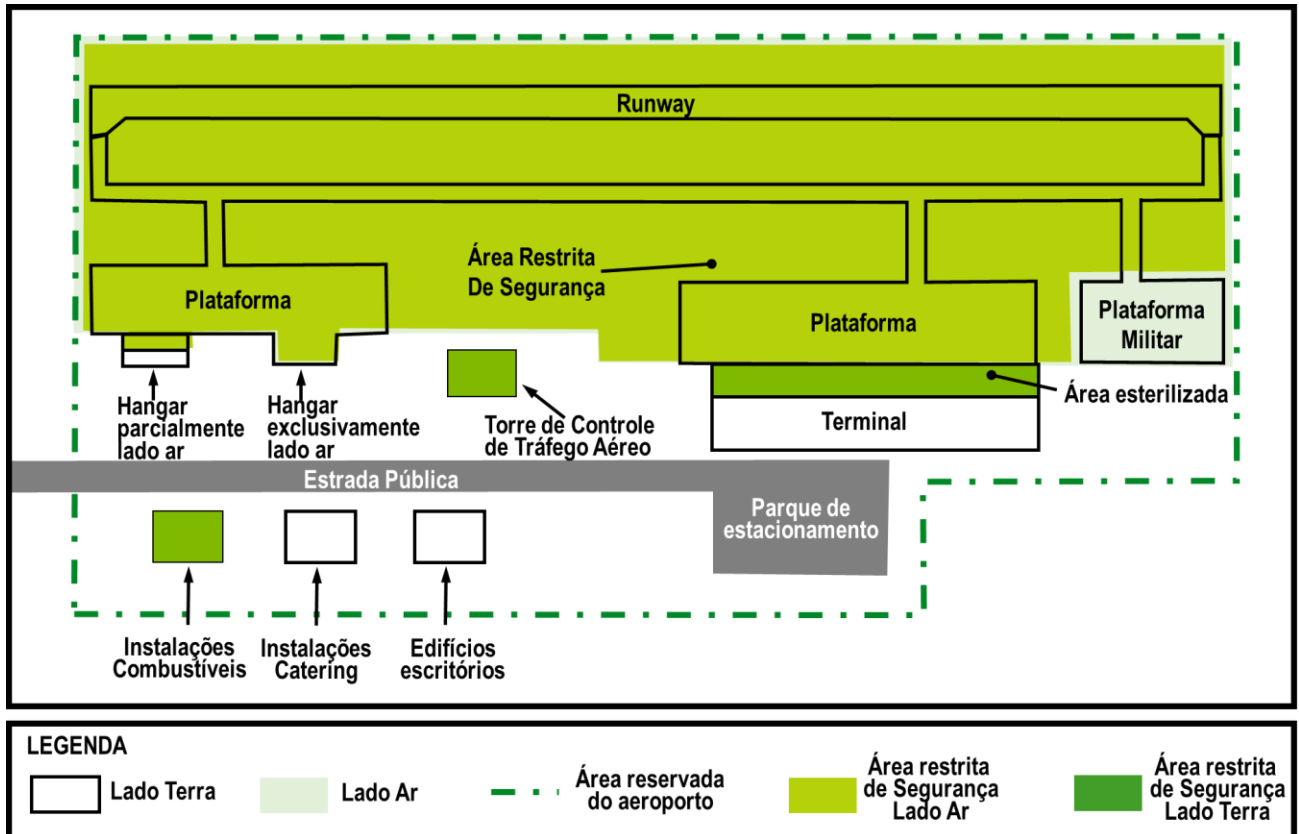 Runway
Área Restrita
De Segurança
Plataforma
Plataforma
Plataforma
Militar
Área esterilizada
Hangar
parcialmente
lado ar
Hangar
exclusivamente
lado ar
Torre de Controle
de Tráfego Aéreo
Terminal
Estrada Pública
Parque de
estacionamento
Instalações
Combustíveis
Instalações
Catering
Edifícios
escritórios
LEGENDA
Lado Terra
Lado Ar
Área reservada
do aeroporto
Área restrita
de Segurança
Lado Ar
Área restrita
de Segurança
Lado Terra